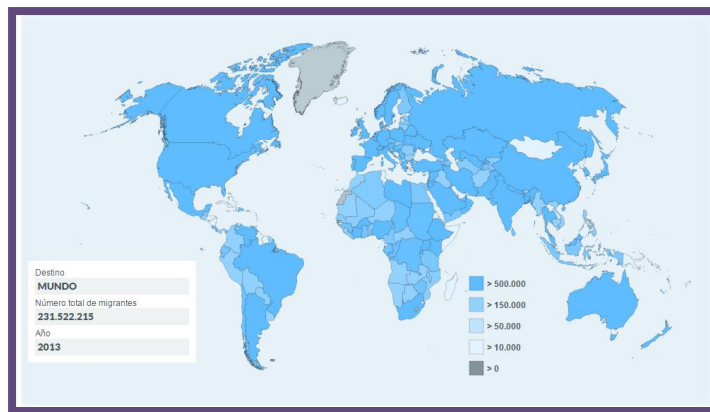 Destino
MUNDO
Número total de migrantes
231.522.215
Año
2013
> 500.000
> 150.000
> 50.000
> 10.000
> 0